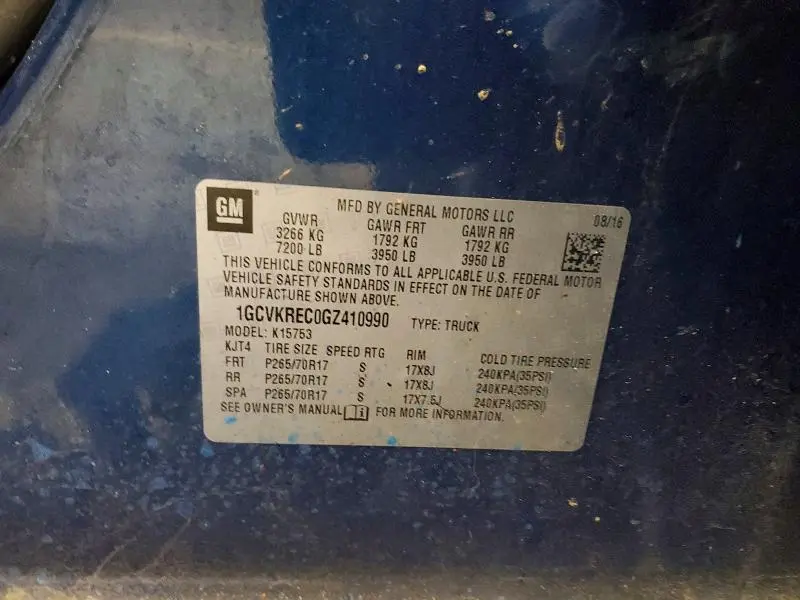 GM
MFD BY GENERAL MOTORS LLC 08/16
GVWR GAWR FRT GAWR RR
3266 KG 1792 KG 1792 KG
7200 LB 3950 LB 3950 LB
THIS VEHICLE CONFORMS TO ALL APPLICABLE U.S. FEDERAL MOTOR
VEHICLE SAFETY STANDARDS IN EFFECT ON THE DATE OF
MANUFACTURE SHOWN ABOVE.
1GCVKREC0GZ410990 TYPE: TRUCK
MODEL: K15753
KJT4 TIRE SIZE SPEED RTG RIM COLD TIRE PRESSURE
FRT P265/70R17 S 17X8J 240KPA(35PSI)
RR P265/70R17 S 17X8J 240KPA(35PSI)
SPA P265/70R17 S 17X7.5J 240KPA(35PSI)
SEE OWNER'S MANUAL FOR MORE INFORMATION.